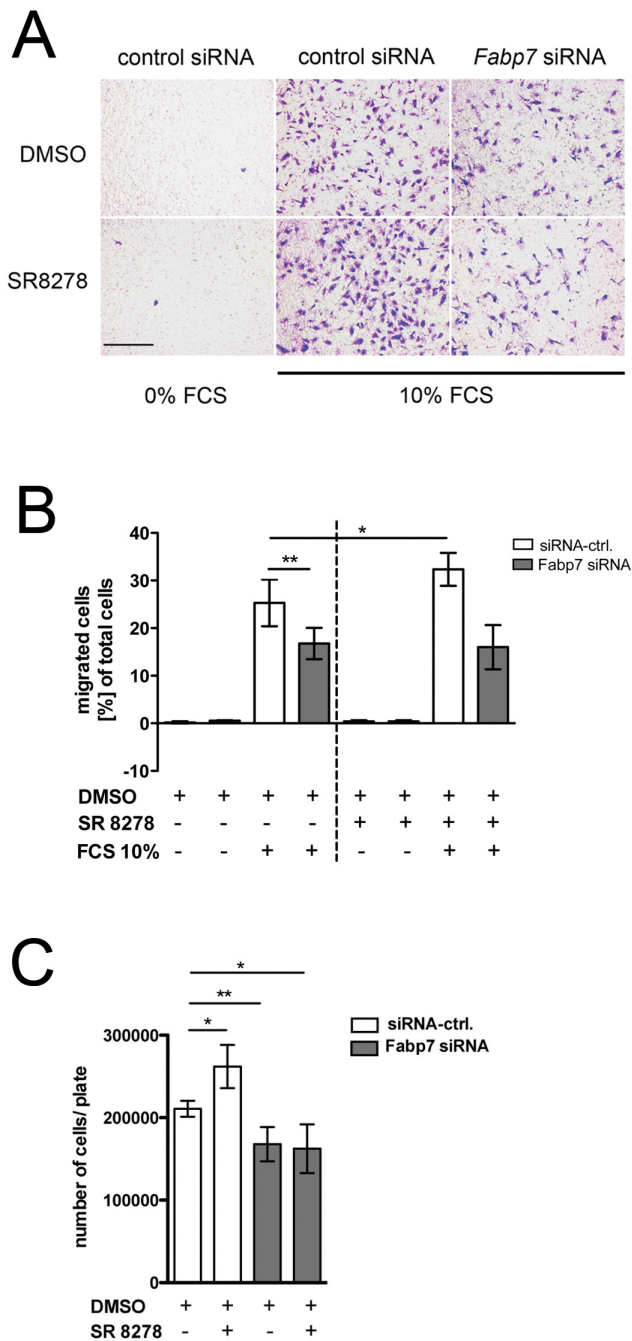 A
control siRNA control siRNA Fabp7 siRNA
DMSO
SR8278
0% FCS 10% FCS
B
40
30
20
10
0
-10
migrated cells
[%] of total cells
*
**
siRNA-ctrl.
Fabp7 siRNA
DMSO + + + + + + + +
SR 8278 - - - - + + + +
FCS 10% - - + + - - + +
C
*
**
*
siRNA-ctrl.
Fabp7 siRNA
300000
200000
100000
0
number of cells/ plate
DMSO + + + +
SR 8278 - + - +